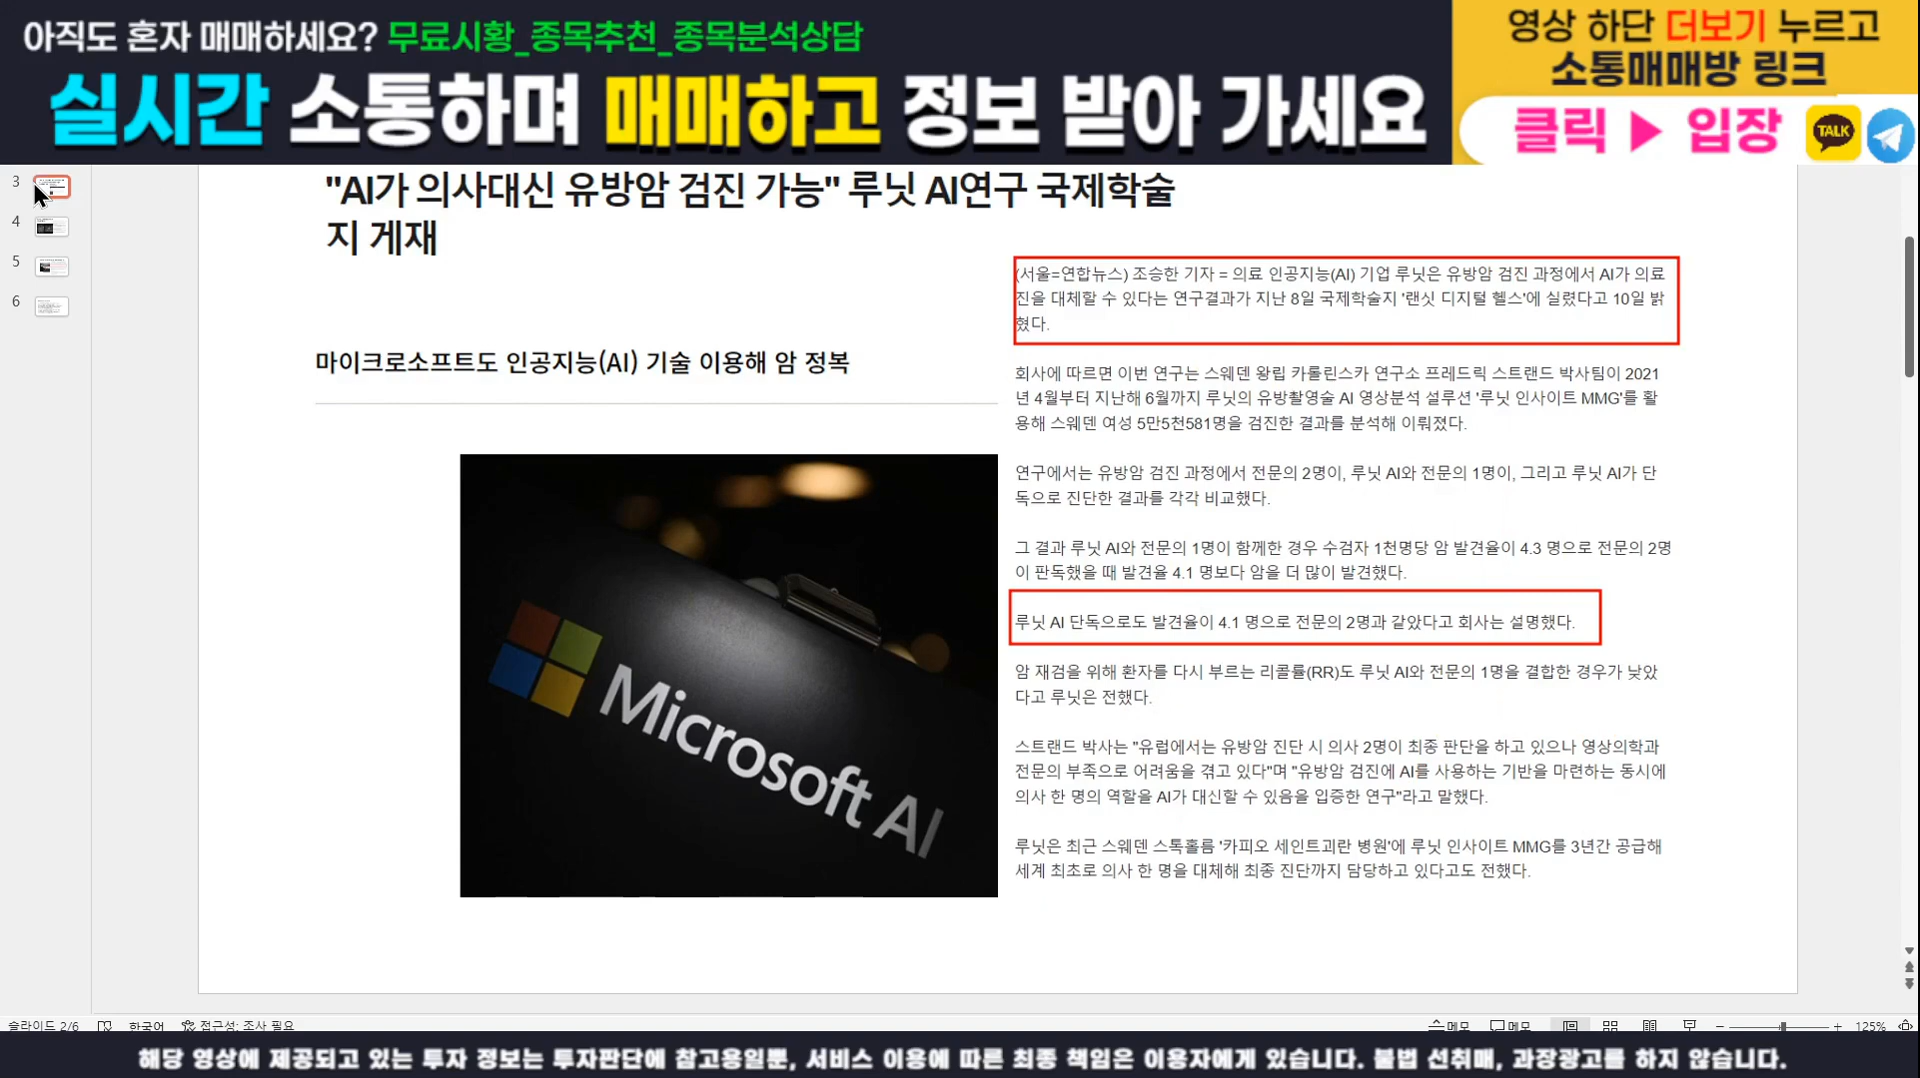 아직도 혼자 매매하세요? 무료시황_종목추천_종목분석상담
실시간 소통하며 매매하고 정보 받아 가세요
영상 하단 더보기 누르고
소통매매방 링크
클릭 ▶ 입장
TALK
3
4
5
6
"AI가 의사대신 유방암 검진 가능" 루닛 AI연구 국제학술
지 게재
마이크로소프트도 인공지능(AI) 기술 이용해 암 정복
Microsoft AI
(서울=연합뉴스) 조승한 기자 = 의료 인공지능(AI) 기업 루닛은 유방암 검진 과정에서 AI가 의료
진을 대체할 수 있다는 연구결과가 지난 8일 국제학술지 '랜싯 디지털 헬스'에 실렸다고 10일 밝
혔다.
회사에 따르면 이번 연구는 스웨덴 왕립 카롤린스카 연구소 프레드릭 스트랜드 박사팀이 2021
년 4월부터 지난해 6월까지 루닛의 유방촬영술 AI 영상분석 설루션 '루닛 인사이트 MMG'를 활
용해 스웨덴 여성 5만5천581명을 검진한 결과를 분석해 이뤄졌다.
연구에서는 유방암 검진 과정에서 전문의 2명이, 루닛 AI와 전문의 1명이, 그리고 루닛 AI가 단
독으로 진단한 결과를 각각 비교했다.
그 결과 루닛 AI와 전문의 1명이 함께한 경우 수검자 1천명당 암 발견율이 4.3 명으로 전문의 2명
이 판독했을 때 발견율 4.1 명보다 암을 더 많이 발견했다.
루닛 AI 단독으로도 발견율이 4.1 명으로 전문의 2명과 같았다고 회사는 설명했다.
암 재검을 위해 환자를 다시 부르는 리콜률(RR)도 루닛 AI와 전문의 1명을 결합한 경우가 낮았
다고 루닛은 전했다.
스트랜드 박사는 "유럽에서는 유방암 진단 시 의사 2명이 최종 판단을 하고 있으나 영상의학과
전문의 부족으로 어려움을 겪고 있다"며 "유방암 검진에 AI를 사용하는 기반을 마련하는 동시에
의사 한 명의 역할을 AI가 대신할 수 있음을 입증한 연구"라고 말했다.
루닛은 최근 스웨덴 스톡홀름 '카피오 세인트괴란 병원'에 루닛 인사이트 MMG를 3년간 공급해
세계 최초로 의사 한 명을 대체해 최종 진단까지 담당하고 있다고도 전했다.
슬라이드 2/6 한국어 접근성: 조사 필요 메모 메모 125%
해당 영상에 제공되고 있는 투자 정보는 투자판단에 참고용일뿐, 서비스 이용에 따른 최종 책임은 이용자에게 있습니다. 불법 선취매, 과장광고를 하지 않습니다.